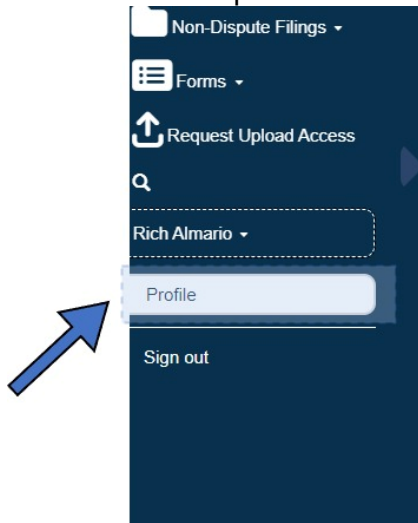 Non-Dispute Filings
Forms
Request Upload Access
Rich Almario
Profile
Sign out